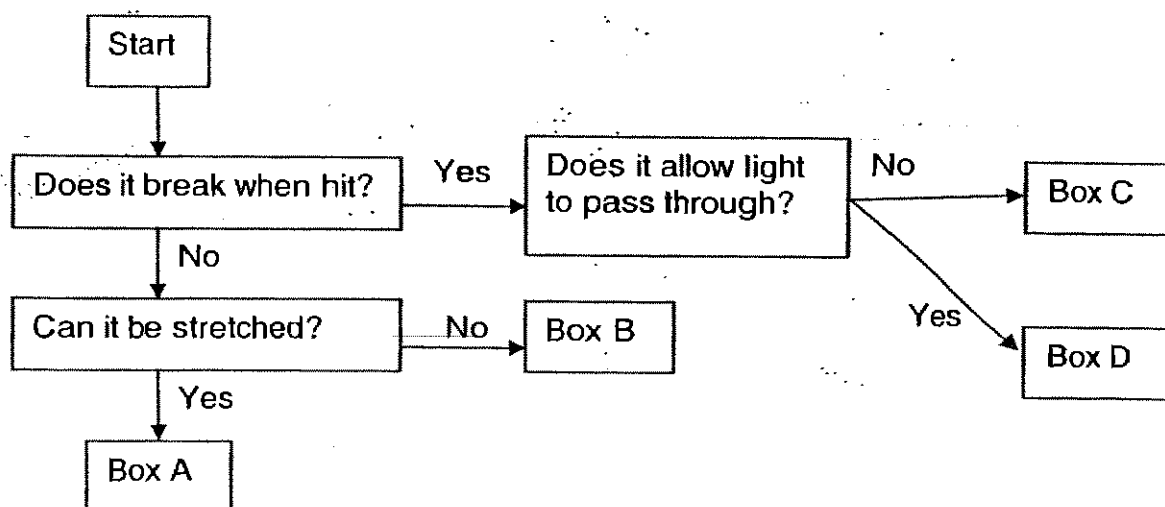 Start
Does it break when hit?
Yes
Does it allow light
to pass through?
No
Box C
No
Yes
Can it be stretched?
No
Box B
Box D
Yes
Box A